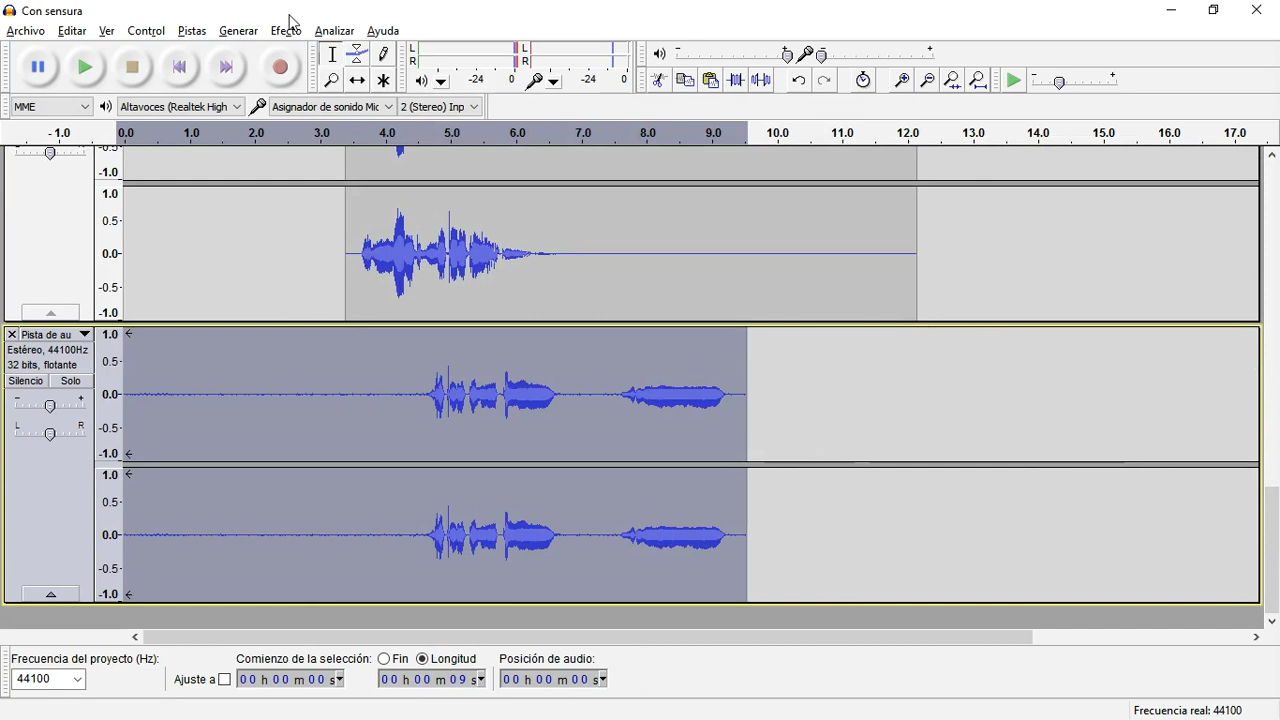 Con sensura
Archivo Editar Ver Control Pistas Generar Efecto Analizar Ayuda
L
R
-24 0
L
R
-24 0
MME Altavoces (Realtek High Asignador de sonido Mic 2 (Stereo) Inp
- 1.0 0.0 1.0 2.0 3.0 4.0 5.0 6.0 7.0 8.0 9.0 10.0 11.0 12.0 13.0 14.0 15.0 16.0 17.0
-0.5
-1.0
1.0
0.5
0.0
-0.5
-1.0
Pista de au
Estéreo, 44100Hz
32 bits, flotante
Silencio Solo
- +
L R
1.0
0.5
0.0
-0.5
-1.0
1.0
0.5
0.0
-0.5
-1.0
Frecuencia del proyecto (Hz): Comienzo de la selección: Fin Longitud Posición de audio:
44100 Ajuste a 00 h 00 m 00 s 00 h 00 m 09 s 00 h 00 m 00 s
Frecuencia real: 44100